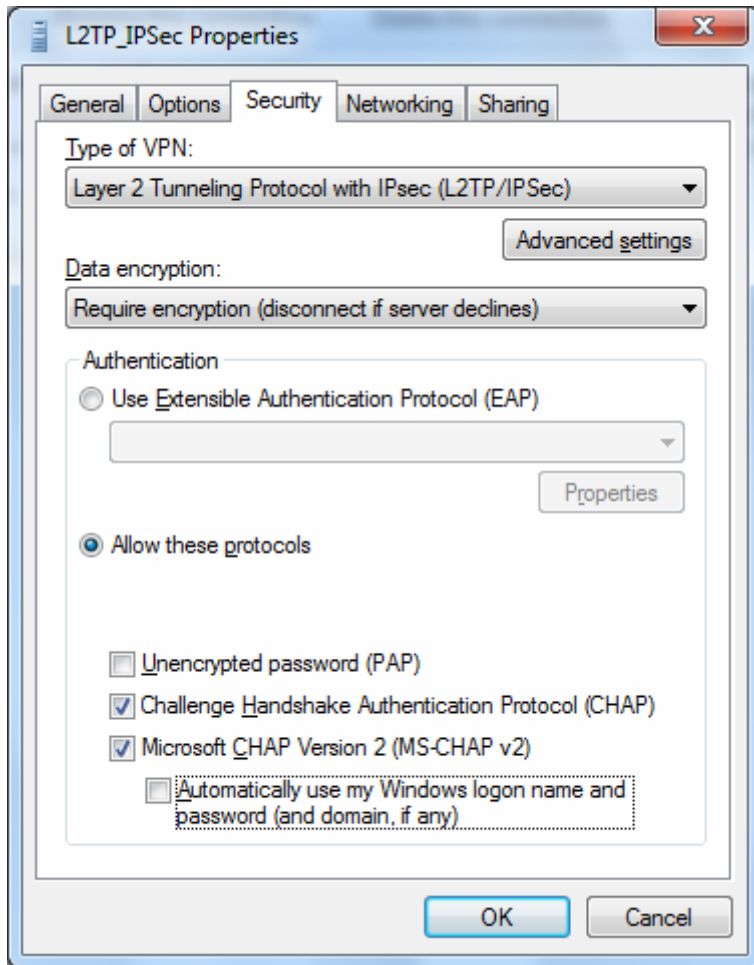 L2TP_IPSec Properties
General Options Security Networking Sharing
Type of VPN:
Layer 2 Tunneling Protocol with IPsec (L2TP/IPSec)
Advanced settings
Data encryption:
Require encryption (disconnect if server declines)
Authentication
Use Extensible Authentication Protocol (EAP)
Properties
Allow these protocols
Unencrypted password (PAP)
Challenge Handshake Authentication Protocol (CHAP)
Microsoft CHAP Version 2 (MS-CHAP v2)
Automatically use my Windows logon name and
password (and domain, if any)
OK Cancel